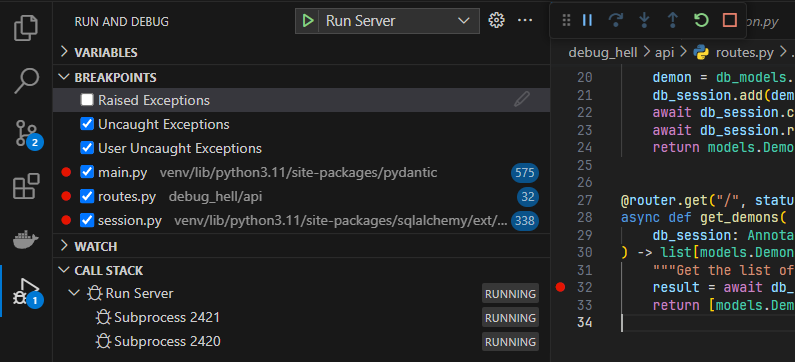 RUN AND DEBUG
Run Server
...
on.py
VARIABLES
BREAKPOINTS
Raised Exceptions
Uncaught Exceptions
User Uncaught Exceptions
main.py venv/lib/python3.11/site-packages/pydantic 575
routes.py debug_hell/api 32
session.py venv/lib/python3.11/site-packages/sqlalchemy/ext/... 338
WATCH
CALL STACK
Run Server RUNNING
Subprocess 2421 RUNNING
Subprocess 2420 RUNNING
2
1
debug_hell > api > routes.py > .
20 demon = db_models.
21 db_session.add(dem
22 await db_session.c
23 await db_session.r
24 return models.Demo
25
26
27 @router.get("/", statu
28 async def get_demons(
29 db_session: Annota
30 ) -> list[models.Demon
31 """Get the list of
32 result = await db_
33 return [models.Dem
34